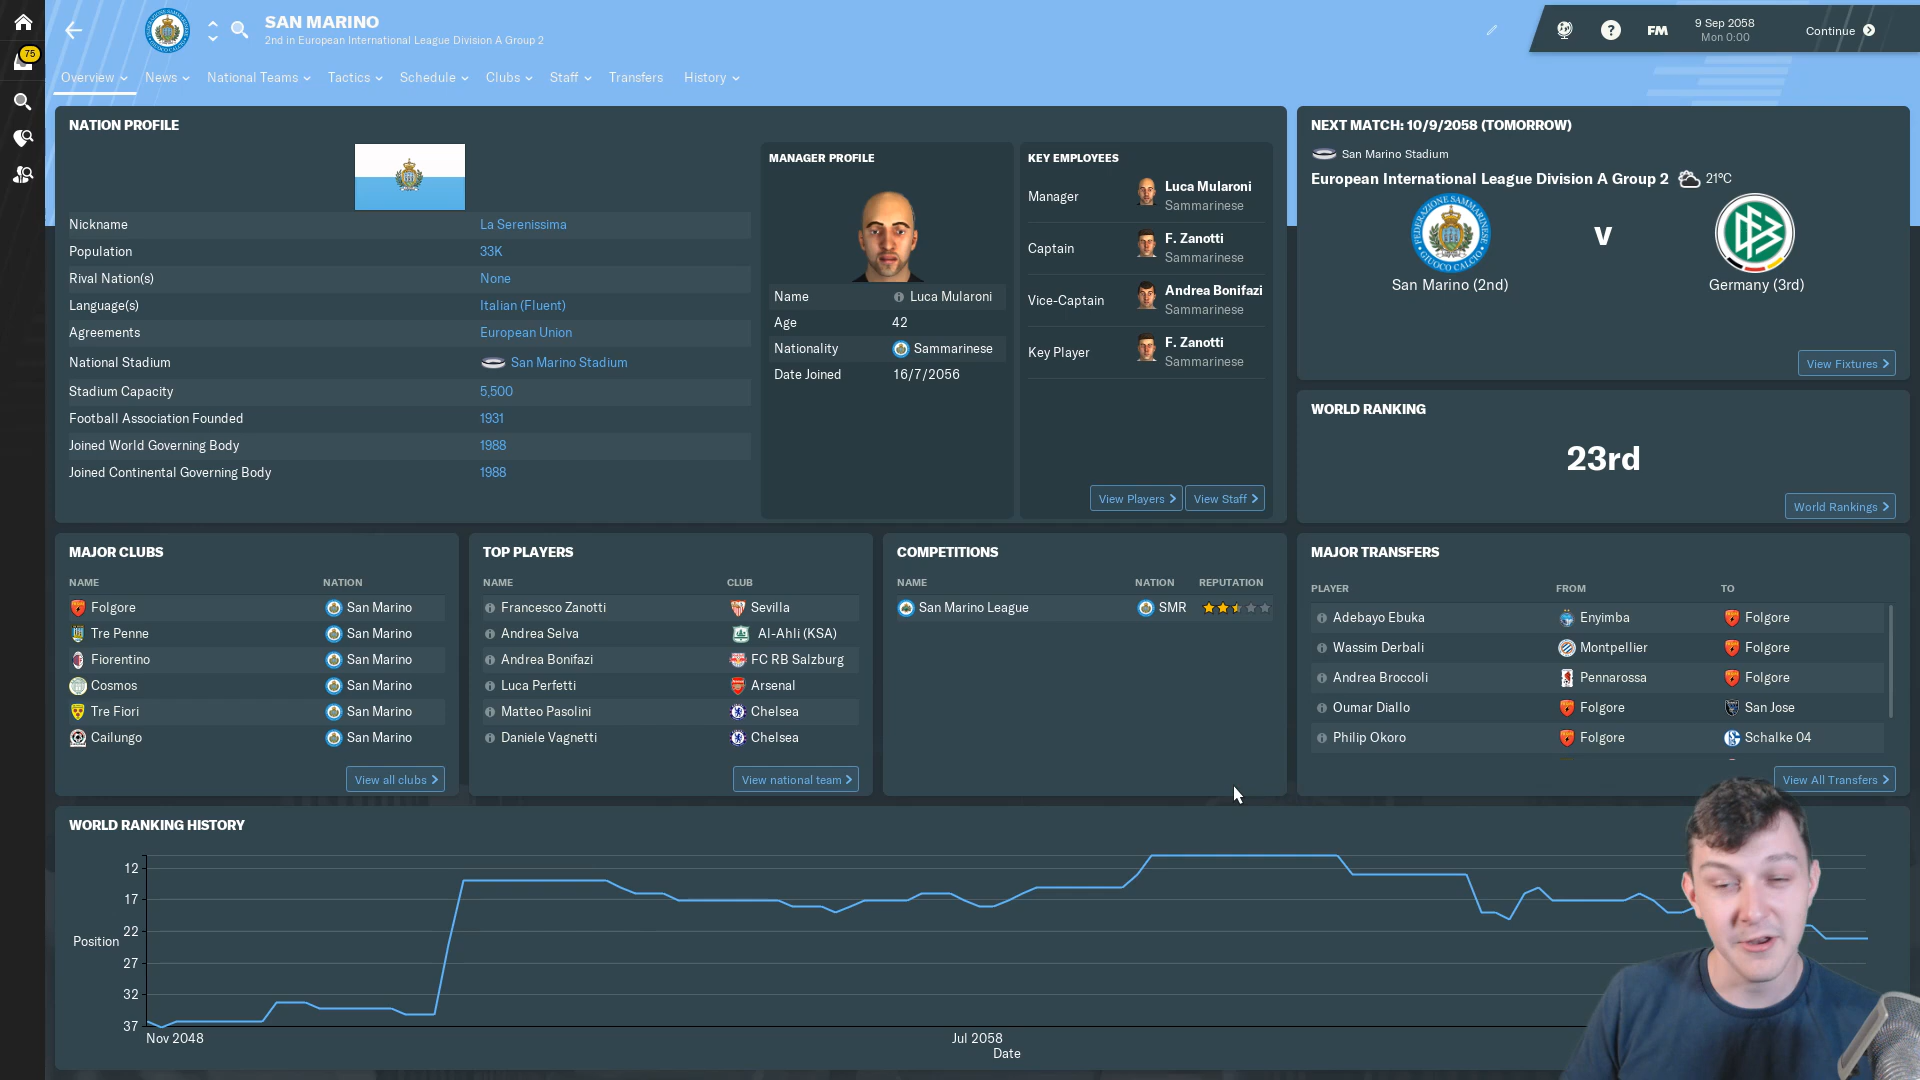 75
SAN MARINO
2nd in European International League Division A Group 2
?
FM
9 Sep 2058
Mon 0:00
Continue
Overview
News
National Teams
Tactics
Schedule
Clubs
Staff
Transfers
History
NATION PROFILE
Nickname La Serenissima
Population 33K
Rival Nation(s) None
Language(s) Italian (Fluent)
Agreements European Union
National Stadium San Marino Stadium
Stadium Capacity 5,500
Football Association Founded 1931
Joined World Governing Body 1988
Joined Continental Governing Body 1988
MANAGER PROFILE
Name Luca Mularoni
Age 42
Nationality Sammarinese
Date Joined 16/7/2056
KEY EMPLOYEES
Manager Luca Mularoni
Sammarinese
Captain F. Zanotti
Sammarinese
Vice-Captain Andrea Bonifazi
Sammarinese
Key Player F. Zanotti
Sammarinese
View Players
View Staff
NEXT MATCH: 10/9/2058 (TOMORROW)
San Marino Stadium
European International League Division A Group 2 21°C
V
San Marino (2nd)
Germany (3rd)
View Fixtures
WORLD RANKING
23rd
World Rankings
MAJOR CLUBS
NAME NATION
Folgore San Marino
Tre Penne San Marino
Fiorentino San Marino
Cosmos San Marino
Tre Fiori San Marino
Cailungo San Marino
View all clubs
TOP PLAYERS
NAME CLUB
Francesco Zanotti Sevilla
Andrea Selva Al-Ahli (KSA)
Andrea Bonifazi FC RB Salzburg
Luca Perfetti Arsenal
Matteo Pasolini Chelsea
Daniele Vagnetti Chelsea
View national team
COMPETITIONS
NAME NATION REPUTATION
San Marino League SMR
MAJOR TRANSFERS
PLAYER FROM TO
Adebayo Ebuka Enyimba Folgore
Wassim Derbali Montpellier Folgore
Andrea Broccoli Pennarossa Folgore
Oumar Diallo Folgore San Jose
Philip Okoro Folgore Schalke 04
View All Transfers
WORLD RANKING HISTORY
12
17
22
Position
27
32
37
Nov 2048
Jul 2058
Date